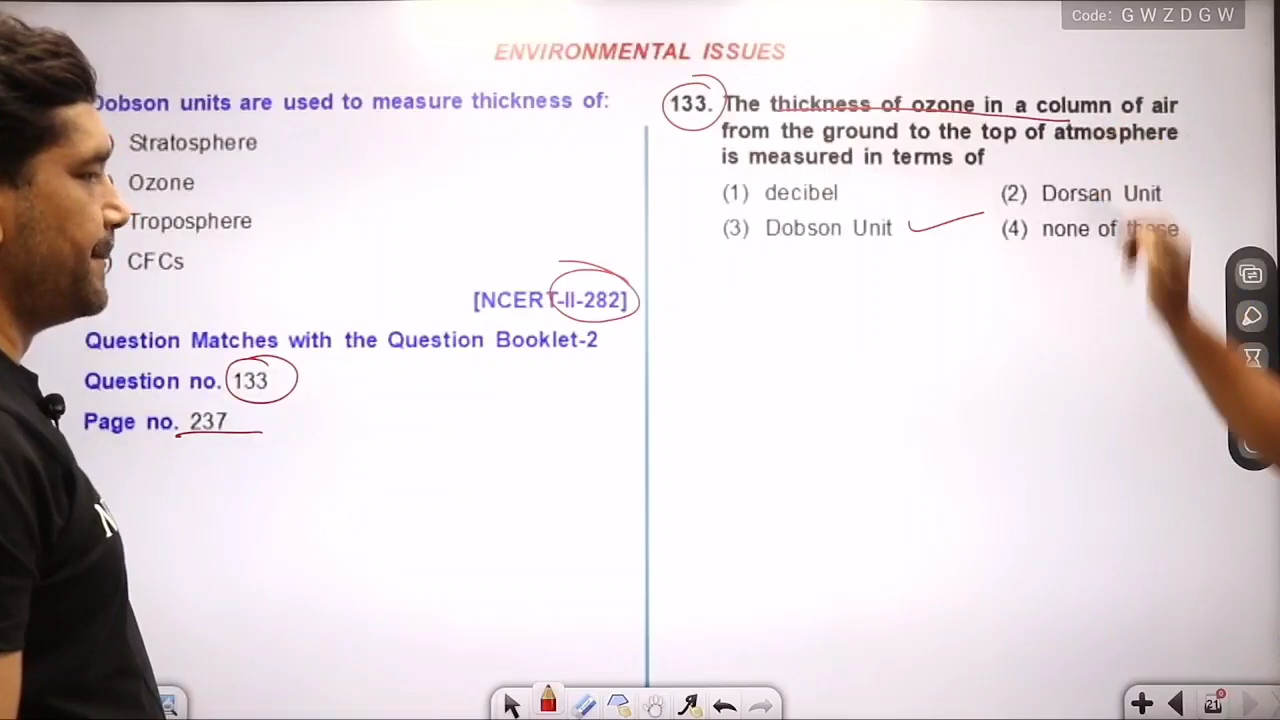 Code: G W Z D G W
ENVIRONMENTAL ISSUES
Dobson units are used to measure thickness of:
Stratosphere
Ozone
Troposphere
CFCs
[NCERT-II-282]
Question Matches with the Question Booklet-2
Question no. 133
Page no. 237
133. The thickness of ozone in a column of air
from the ground to the top of atmosphere
is measured in terms of
(1) decibel
(2) Dorsan Unit
(3) Dobson Unit
(4) none of these
21